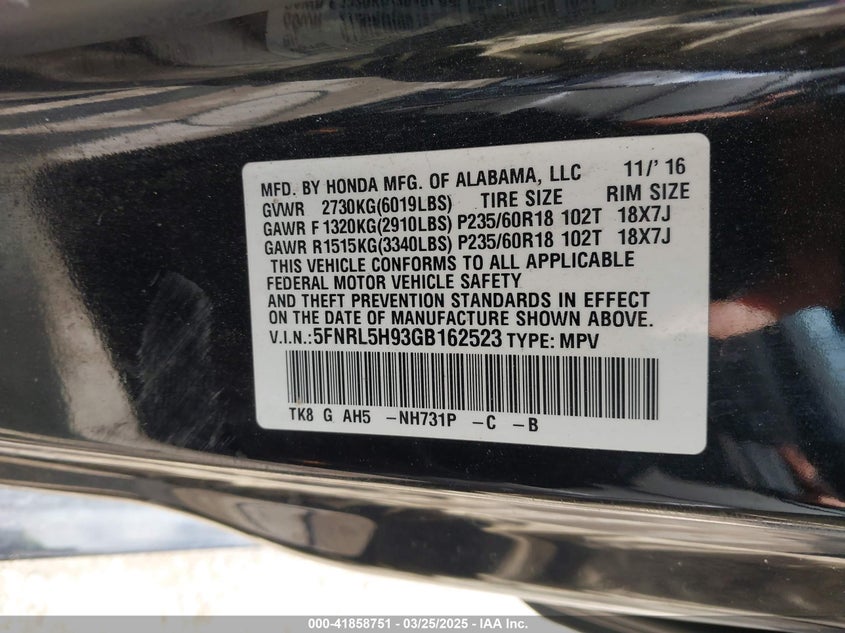 MFD. BY HONDA MFG. OF ALABAMA, LLC 11/' 16
GVWR 2730KG(6019LBS) TIRE SIZE RIM SIZE
GAWR F1320KG(2910LBS) P235/60R18 102T 18X7J
GAWR R1515KG(3340LBS) P235/60R18 102T 18X7J
THIS VEHICLE CONFORMS TO ALL APPLICABLE
FEDERAL MOTOR VEHICLE SAFETY
AND THEFT PREVENTION STANDARDS IN EFFECT
ON THE DATE OF MANUFACTURE SHOWN ABOVE.
V.I.N.:5FNRL5H93GB162523 TYPE: MPV
TK8 G AH5 -NH731P -C -B
000-41858751 — 03/25/2025 — IAA Inc.